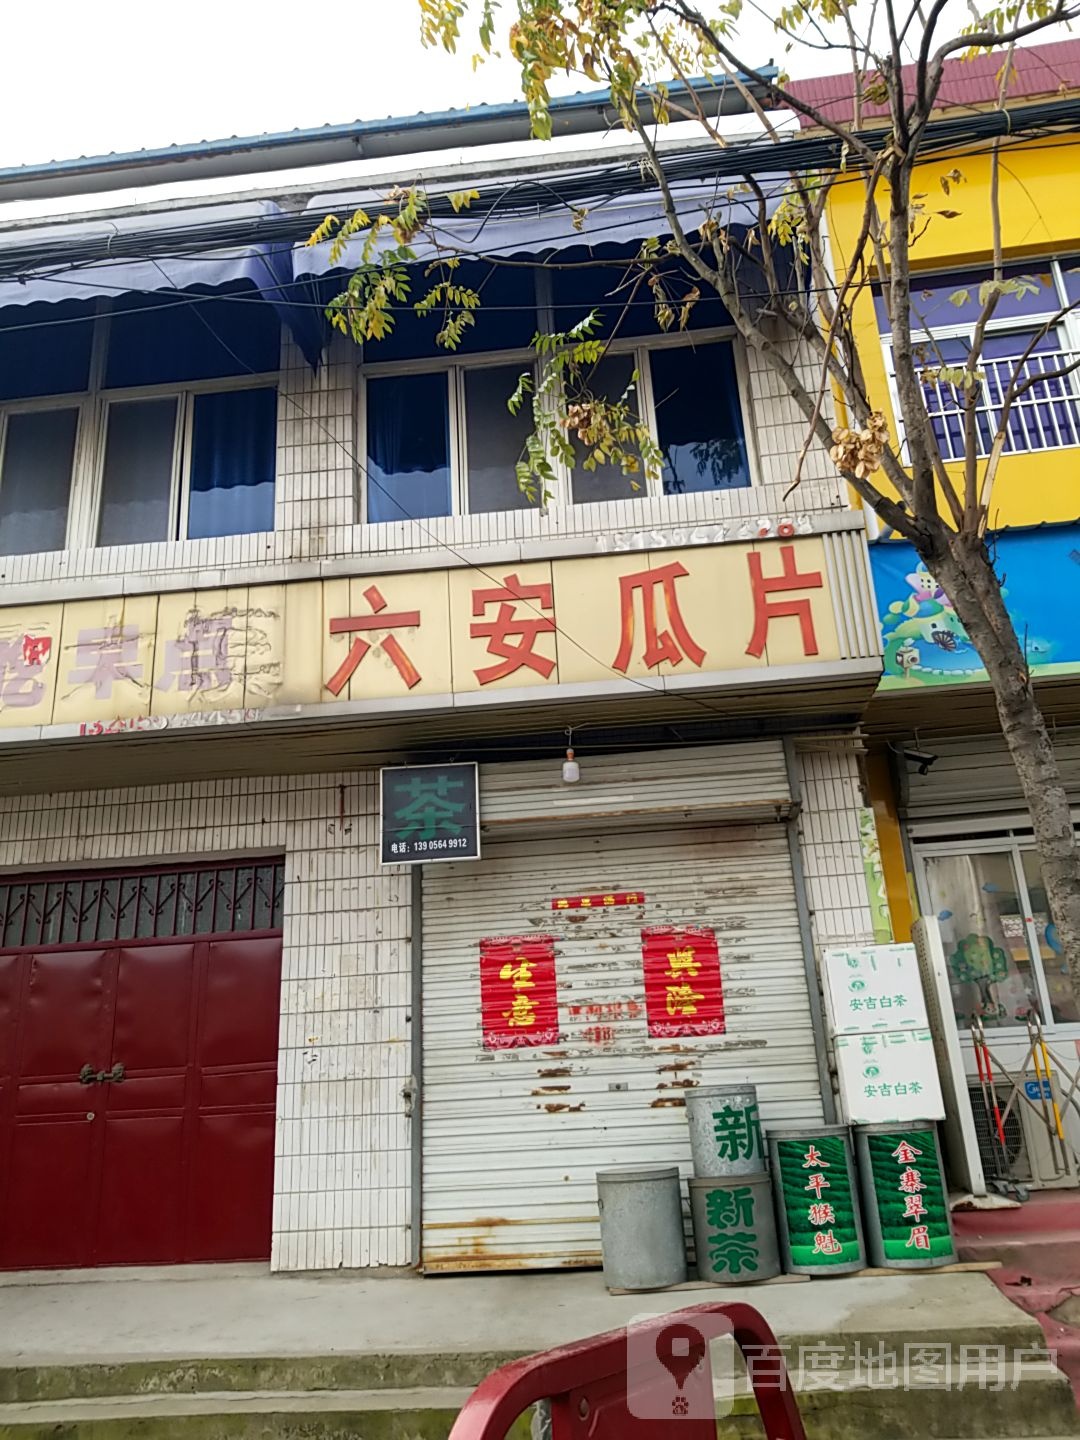 六安瓜片
茶
电话：139 0564 9912
生意
兴隆
安吉白茶
安吉白茶
新
新茶
太平猴魁
金寨翠眉
百度地图用户